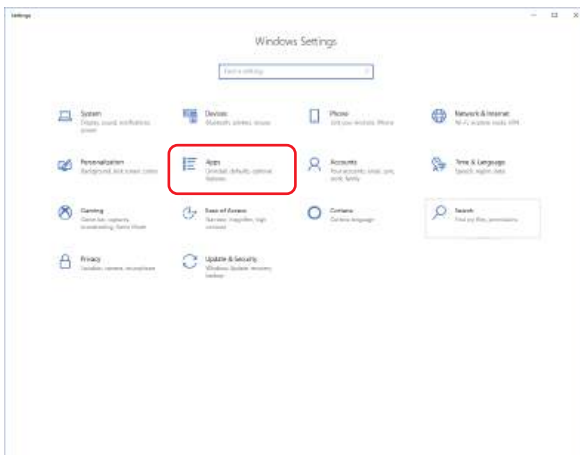 Settings
Windows Settings
Find a setting
System
Display, sound, notifications,
power
Devices
Bluetooth, printers, mouse
Phone
Link your Android, iPhone
Network & Internet
Wi-Fi, airplane mode, VPN
Personalization
Background, lock screen, colors
Apps
Uninstall, defaults, optional
features
Accounts
Your accounts, email, sync,
work, family
Time & Language
Speech, region, date
Gaming
Game bar, captures,
broadcasting, Game Mode
Ease of Access
Narrator, magnifier, high
contrast
Cortana
Cortana language
Search
Find my files, permissions
Privacy
Location, camera, microphone
Update & Security
Windows Update, recovery,
backup